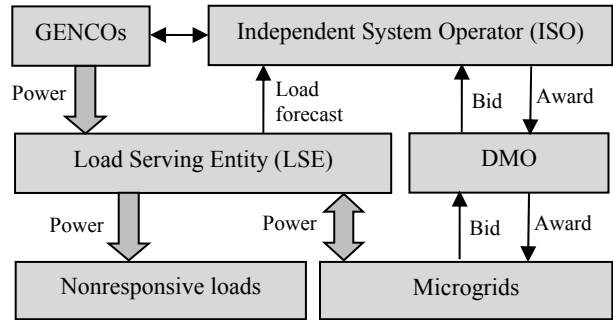 GENCOs
Independent System Operator (ISO)
Power
Load
forecast
Bid
Award
Load Serving Entity (LSE)
DMO
Power
Power
Bid
Award
Nonresponsive loads
Microgrids